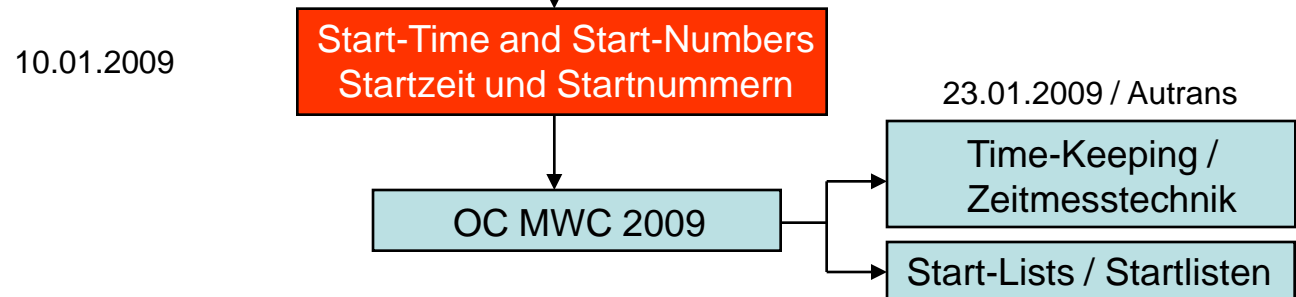 10.01.2009
Start-Time and Start-Numbers
Startzeit und Startnummern
23.01.2009 / Autrans
Time-Keeping /
Zeitmesstechnik
OC MWC 2009
Start-Lists / Startlisten